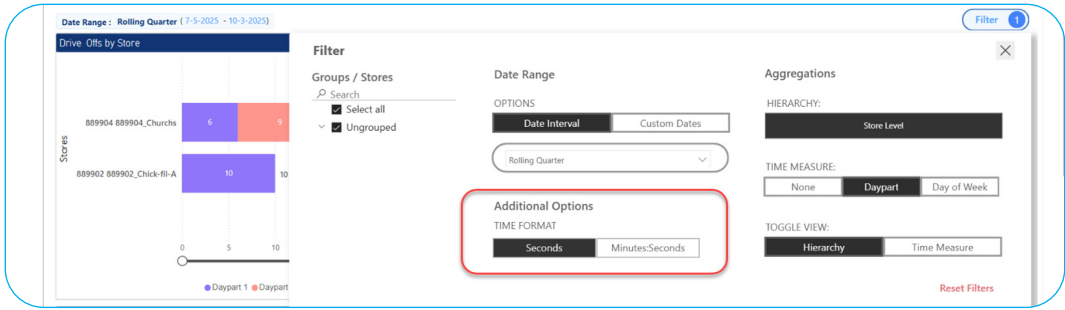 Date Range : Rolling Quarter ( 7-5-2025 - 10-3-2025)
Filter 1
Drive Offs by Store
Stores
889904 889904_Churchs
6
9
889902 889902_Chick-fil-A
10
10
0
5
10
Daypart 1
Daypart
Filter
Groups / Stores
Search
Select all
Ungrouped
Date Range
OPTIONS
Date Interval
Custom Dates
Rolling Quarter
Additional Options
TIME FORMAT
Seconds
Minutes:Seconds
Aggregations
HIERARCHY:
Store Level
TIME MEASURE:
None
Daypart
Day of Week
TOGGLE VIEW:
Hierarchy
Time Measure
Reset Filters